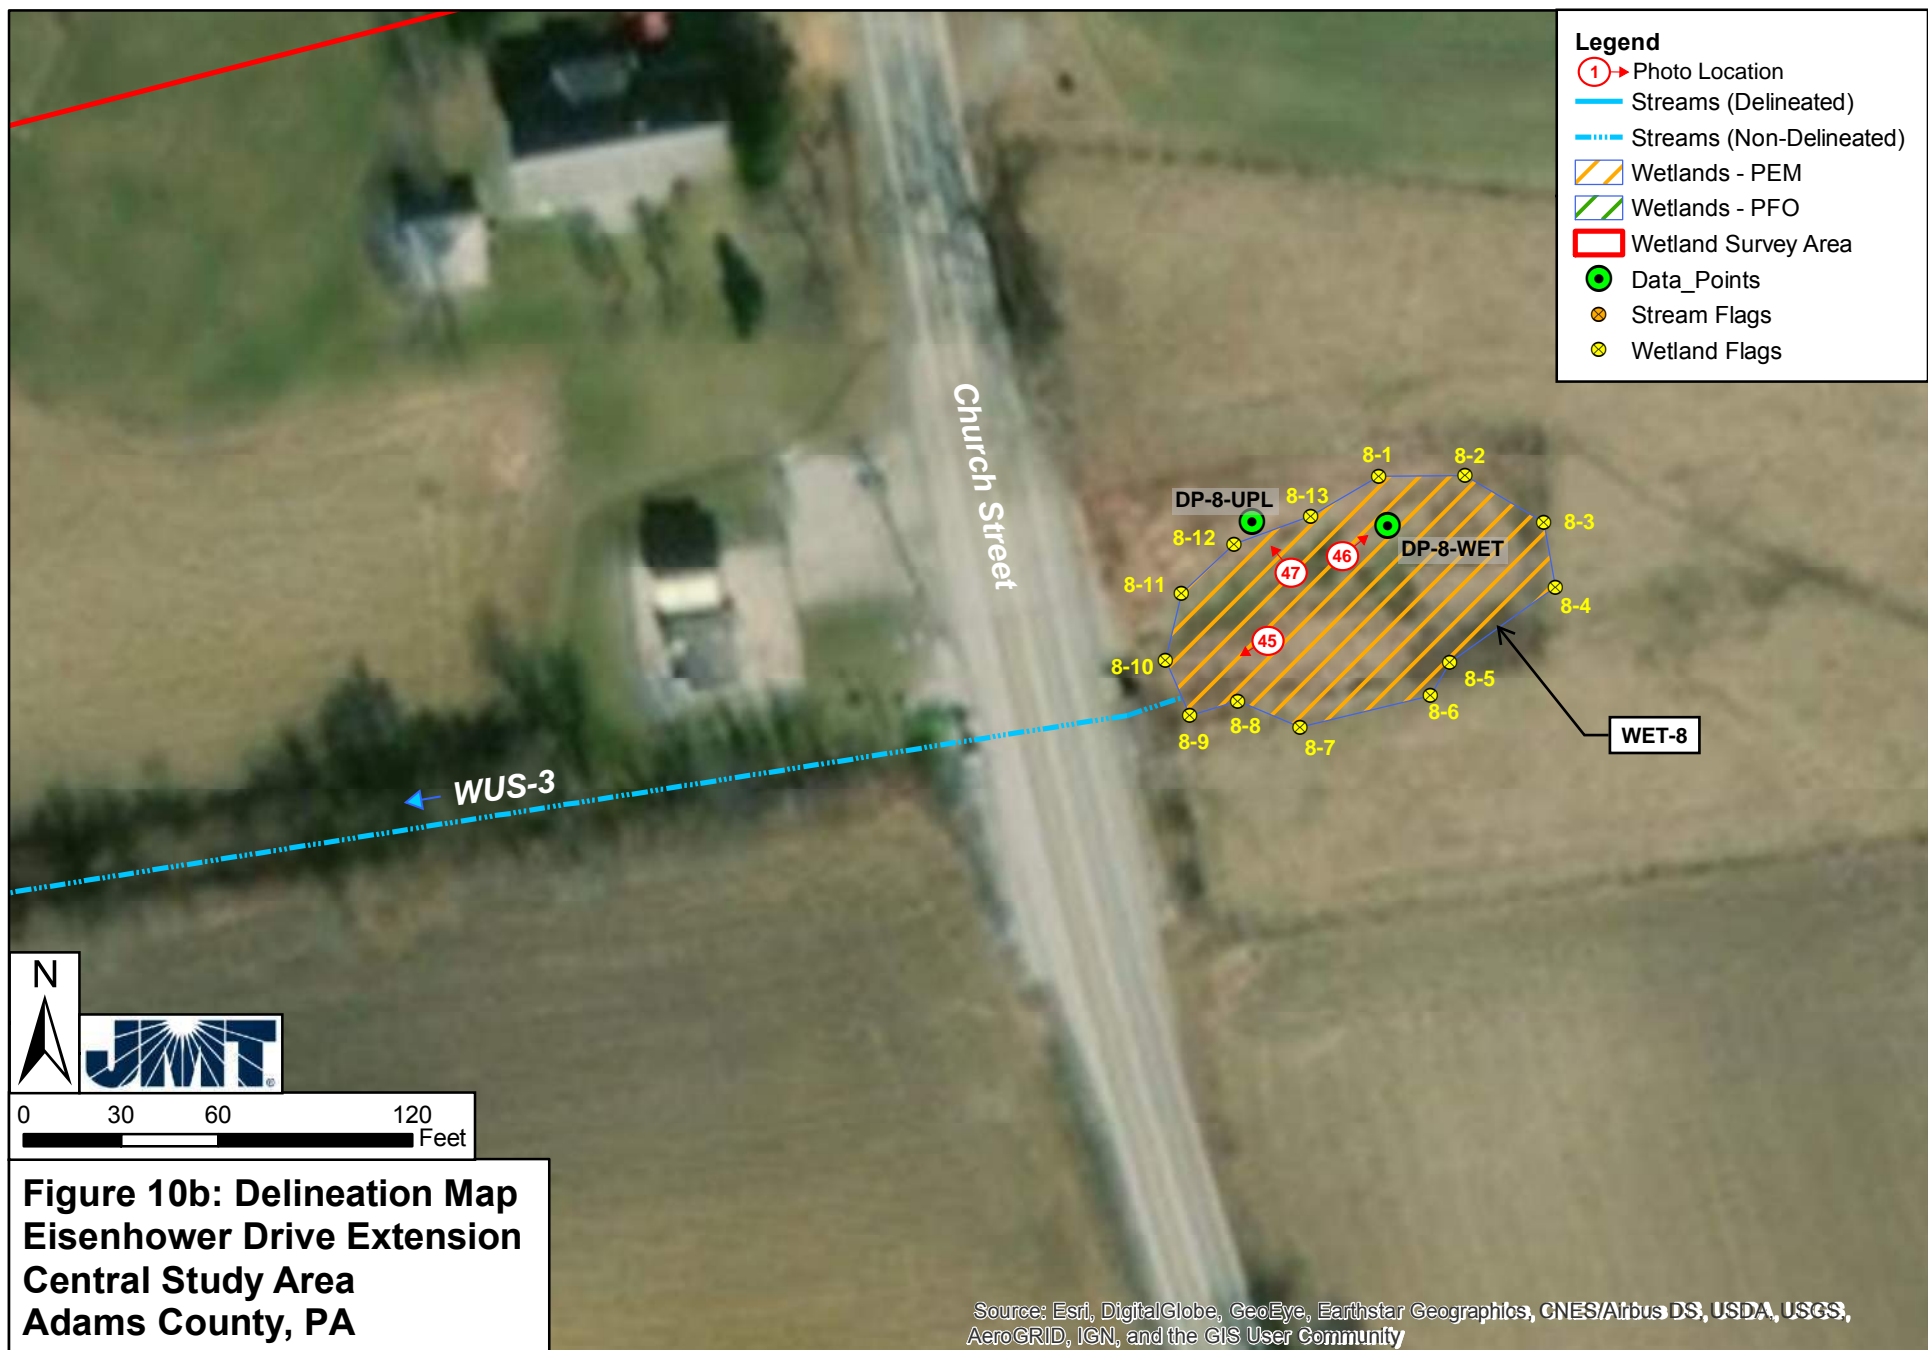 Legend
1 Photo Location
Streams (Delineated)
Streams (Non-Delineated)
Wetlands - PEM
Wetlands - PFO
Wetland Survey Area
Data_Points
Stream Flags
Wetland Flags
Church Street
8-1
8-2
DP-8-UPL
8-13
8-3
8-12
46
DP-8-WET
47
8-11
8-4
45
8-10
8-5
8-6
8-9
8-8
8-7
WET-8
WUS-3
N
JMT®
0 30 60 120
Feet
Figure 10b: Delineation Map
Eisenhower Drive Extension
Central Study Area
Adams County, PA
Source: Esri, DigitalGlobe, GeoEye, Earthstar Geographics, CNES/Airbus DS, USDA, USGS,
AeroGRID, IGN, and the GIS User Community